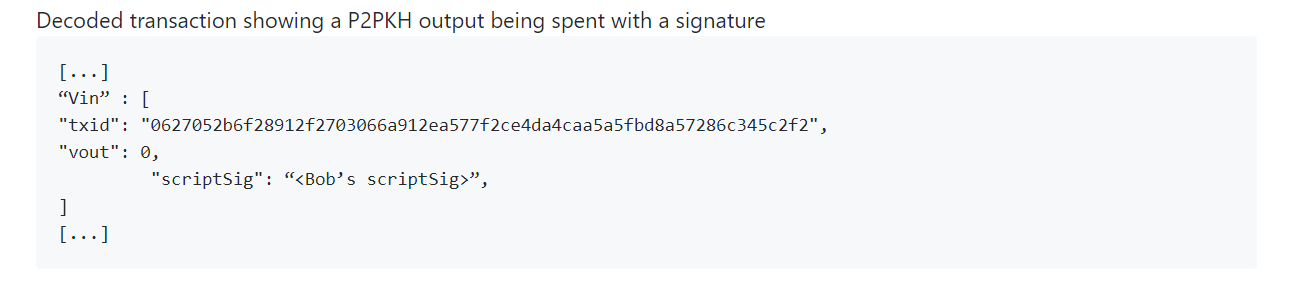 Decoded transaction showing a P2PKH output being spent with a signature
[...]
“Vin” : [
"txid": "0627052b6f28912f2703066a912ea577f2ce4da4caa5a5fbd8a57286c345c2f2",
"vout": 0,
"scriptSig": “<Bob’s scriptSig>”,
]
[...]